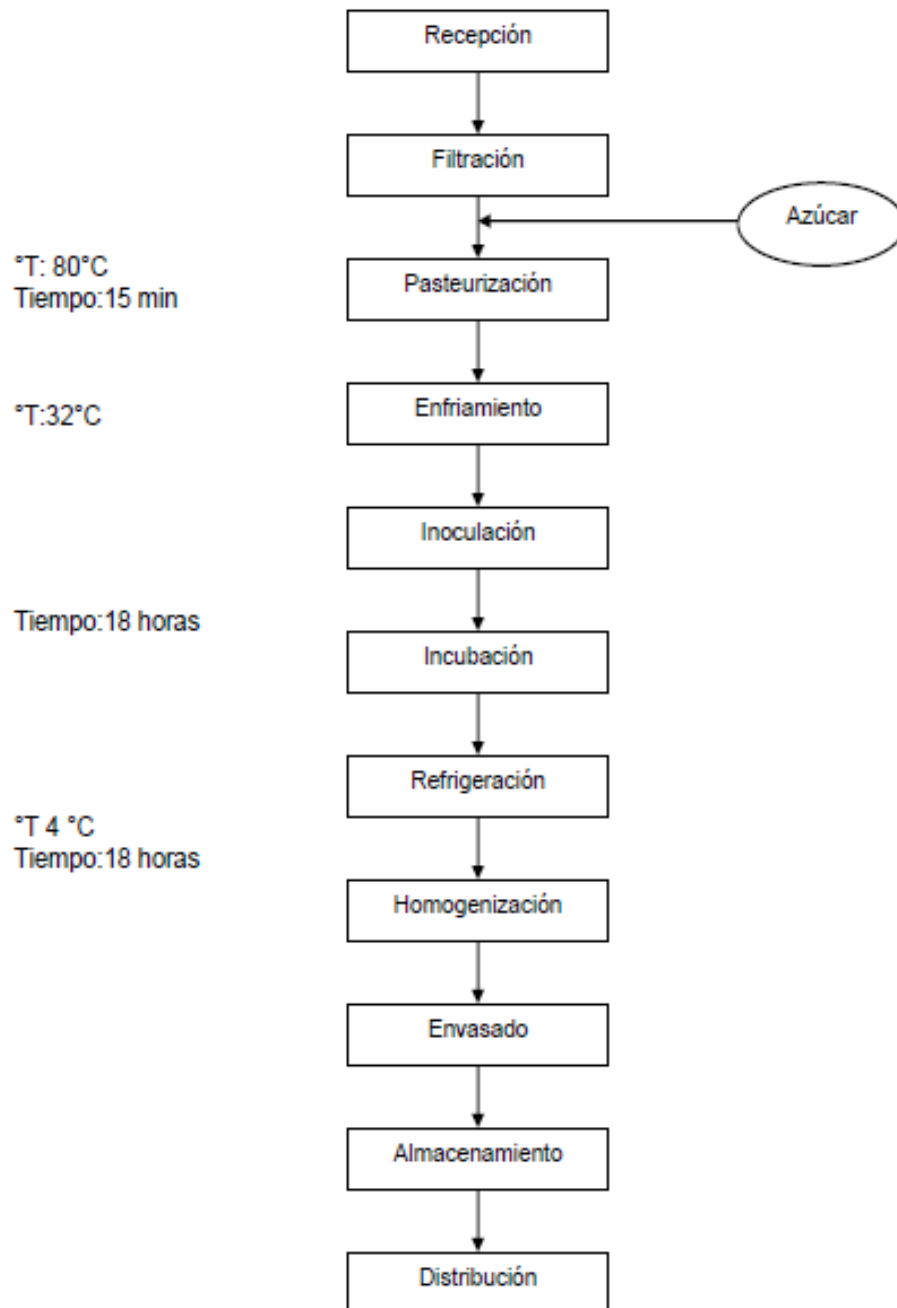 Recepción
Filtración
Azúcar
°T: 80°C
Tiempo:15 min
Pasteurización
°T:32°C
Enfriamiento
Inoculación
Tiempo:18 horas
Incubación
Refrigeración
°T 4 °C
Tiempo:18 horas
Homogenización
Envasado
Almacenamiento
Distribución